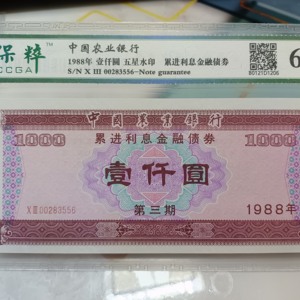 保粹
CCGA
中国农业银行
1988年 壹仟圆 五星水印 累进利息金融债券
S/N X III 00283556-Note guarantee
80121D1206
6
中国农业银行
1000 累进利息金融债券 1000
壹仟圆
XⅢ00283556 第三期 1988年